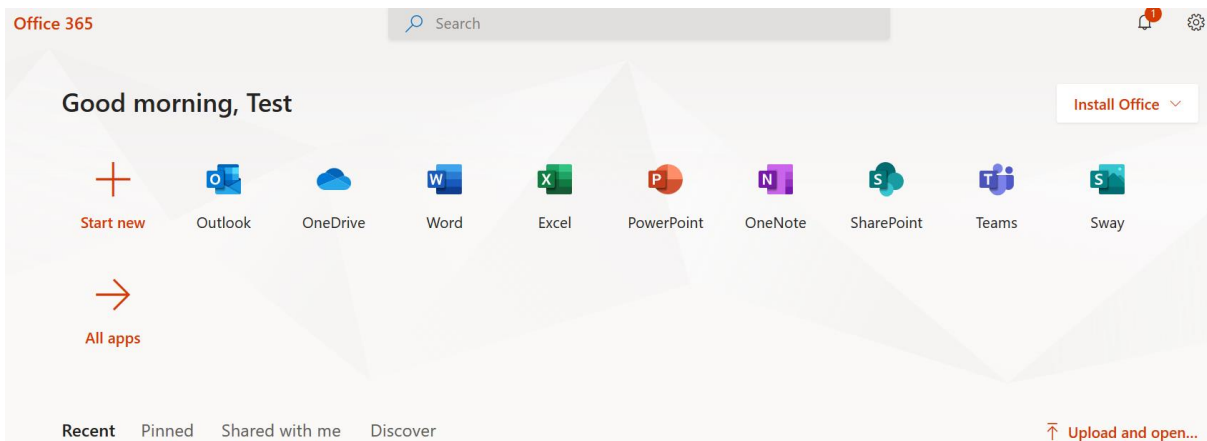 Office 365
Search
1
Good morning, Test
Install Office
Start new
O
Outlook
OneDrive
W
Word
X
Excel
P
PowerPoint
N
OneNote
S
SharePoint
T
Teams
S
Sway
All apps
Recent Pinned Shared with me Discover
Upload and open...